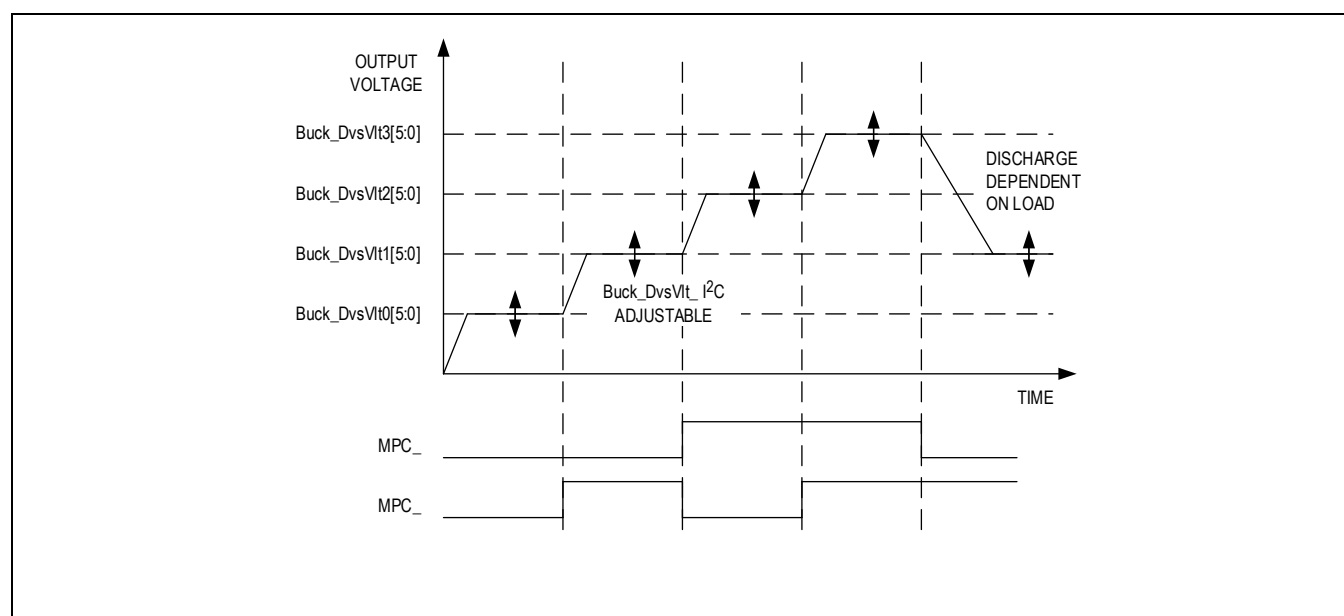 OUTPUT
VOLTAGE
Buck_DvsVlt3[5:0]
DISCHARGE
DEPENDENT
ON LOAD
Buck_DvsVlt2[5:0]
Buck_DvsVlt1[5:0]
Buck_DvsVlt_ I²C
ADJUSTABLE
Buck_DvsVlt0[5:0]
TIME
MPC_
MPC_